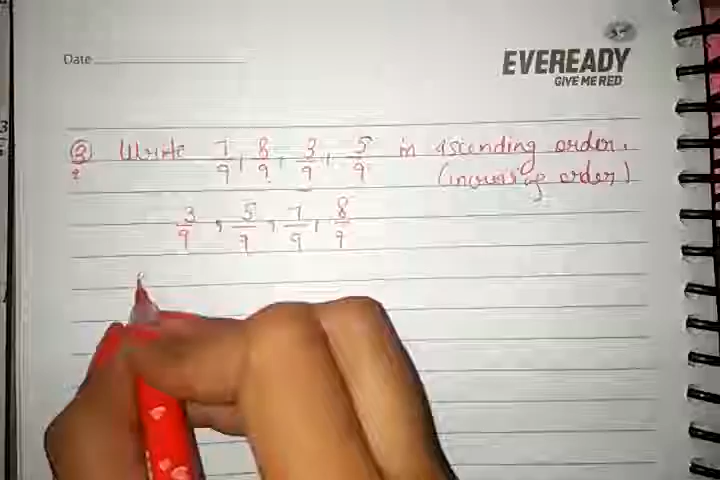 Date
EVEREADY
GIVE ME RED
Q Write 7/9, 8/9, 3/9, 5/9 in ascending order.
(increasing order)
3/9, 5/9, 7/9, 8/9